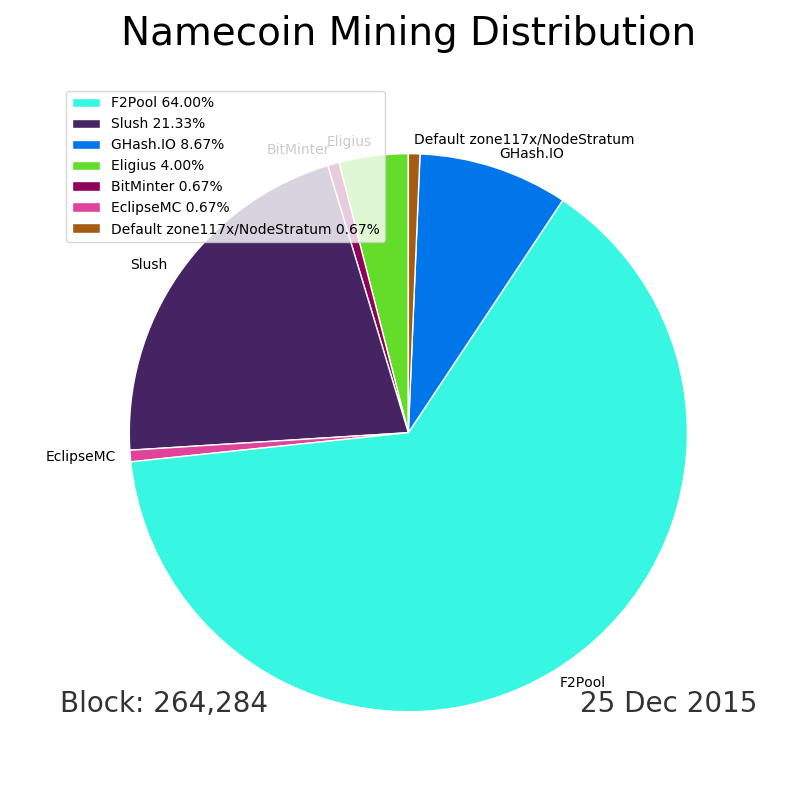 Namecoin Mining Distribution
F2Pool 64.00%
Slush 21.33%
GHash.IO 8.67%
Eligius 4.00%
BitMinter 0.67%
EclipseMC 0.67%
Default zone117x/NodeStratum 0.67%
Default zone117x/NodeStratum
GHash.IO
Eligius
BitMinter
Slush
EclipseMC
F2Pool
Block: 264,284
25 Dec 2015